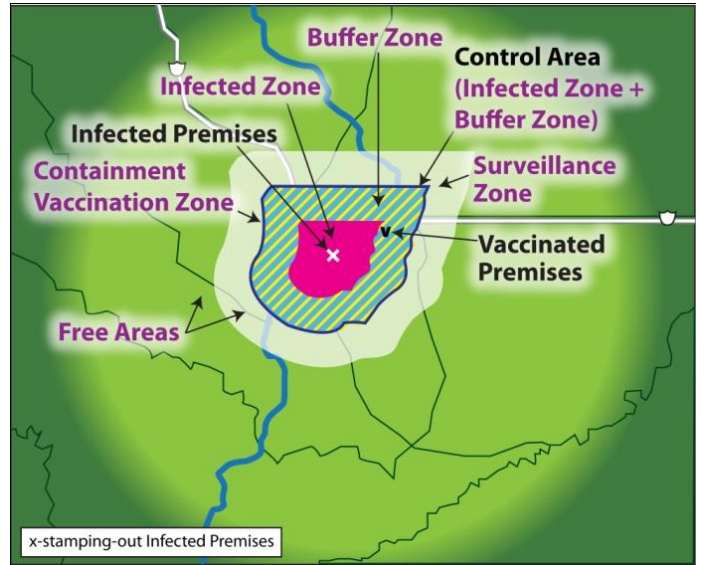 Buffer Zone
Control Area
(Infected Zone +
Buffer Zone)
Infected Zone
Infected Premises
Containment
Vaccination Zone
Surveillance
Zone
x
v
Vaccinated
Premises
Free Areas
x-stamping-out Infected Premises